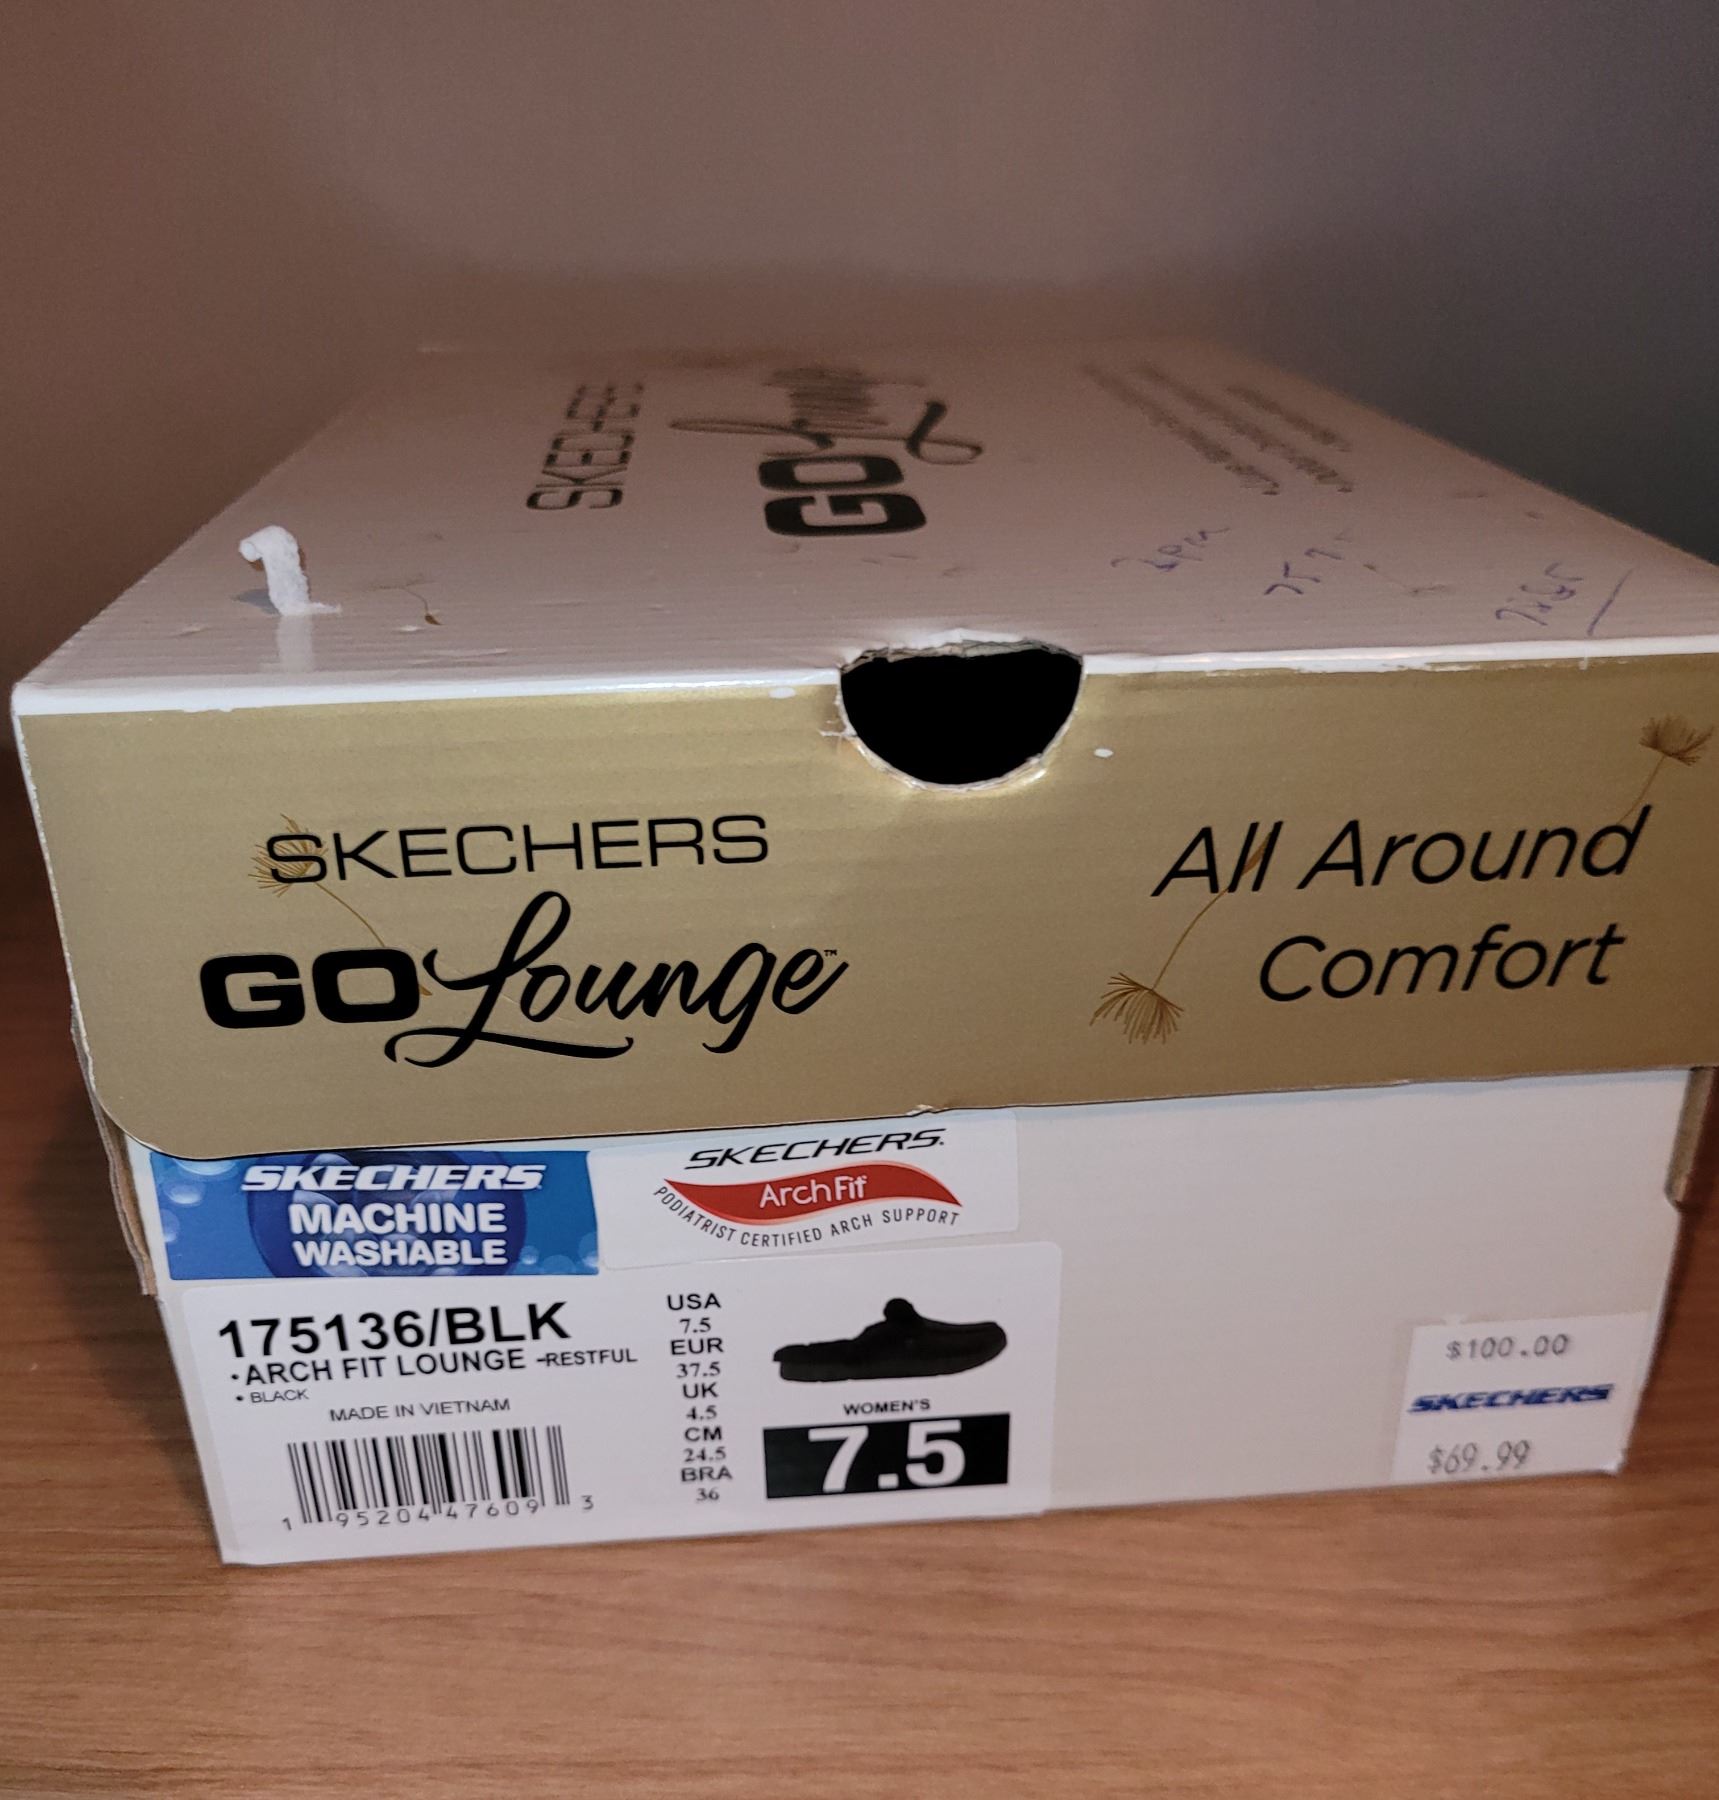 SKECHERS
GO Lounge
SKECHERS
GO Lounge™
All Around
Comfort
SKECHERS
MACHINE
WASHABLE
SKECHERS.
Arch Fit®
PODIATRIST CERTIFIED ARCH SUPPORT
175136/BLK
• ARCH FIT LOUNGE -RESTFUL
• BLACK
MADE IN VIETNAM
1 95204 47609 3
USA
7.5
EUR
37.5
UK
4.5
CM
24.5
BRA
36
WOMEN'S
7.5
$100.00
SKECHERS
$69.99